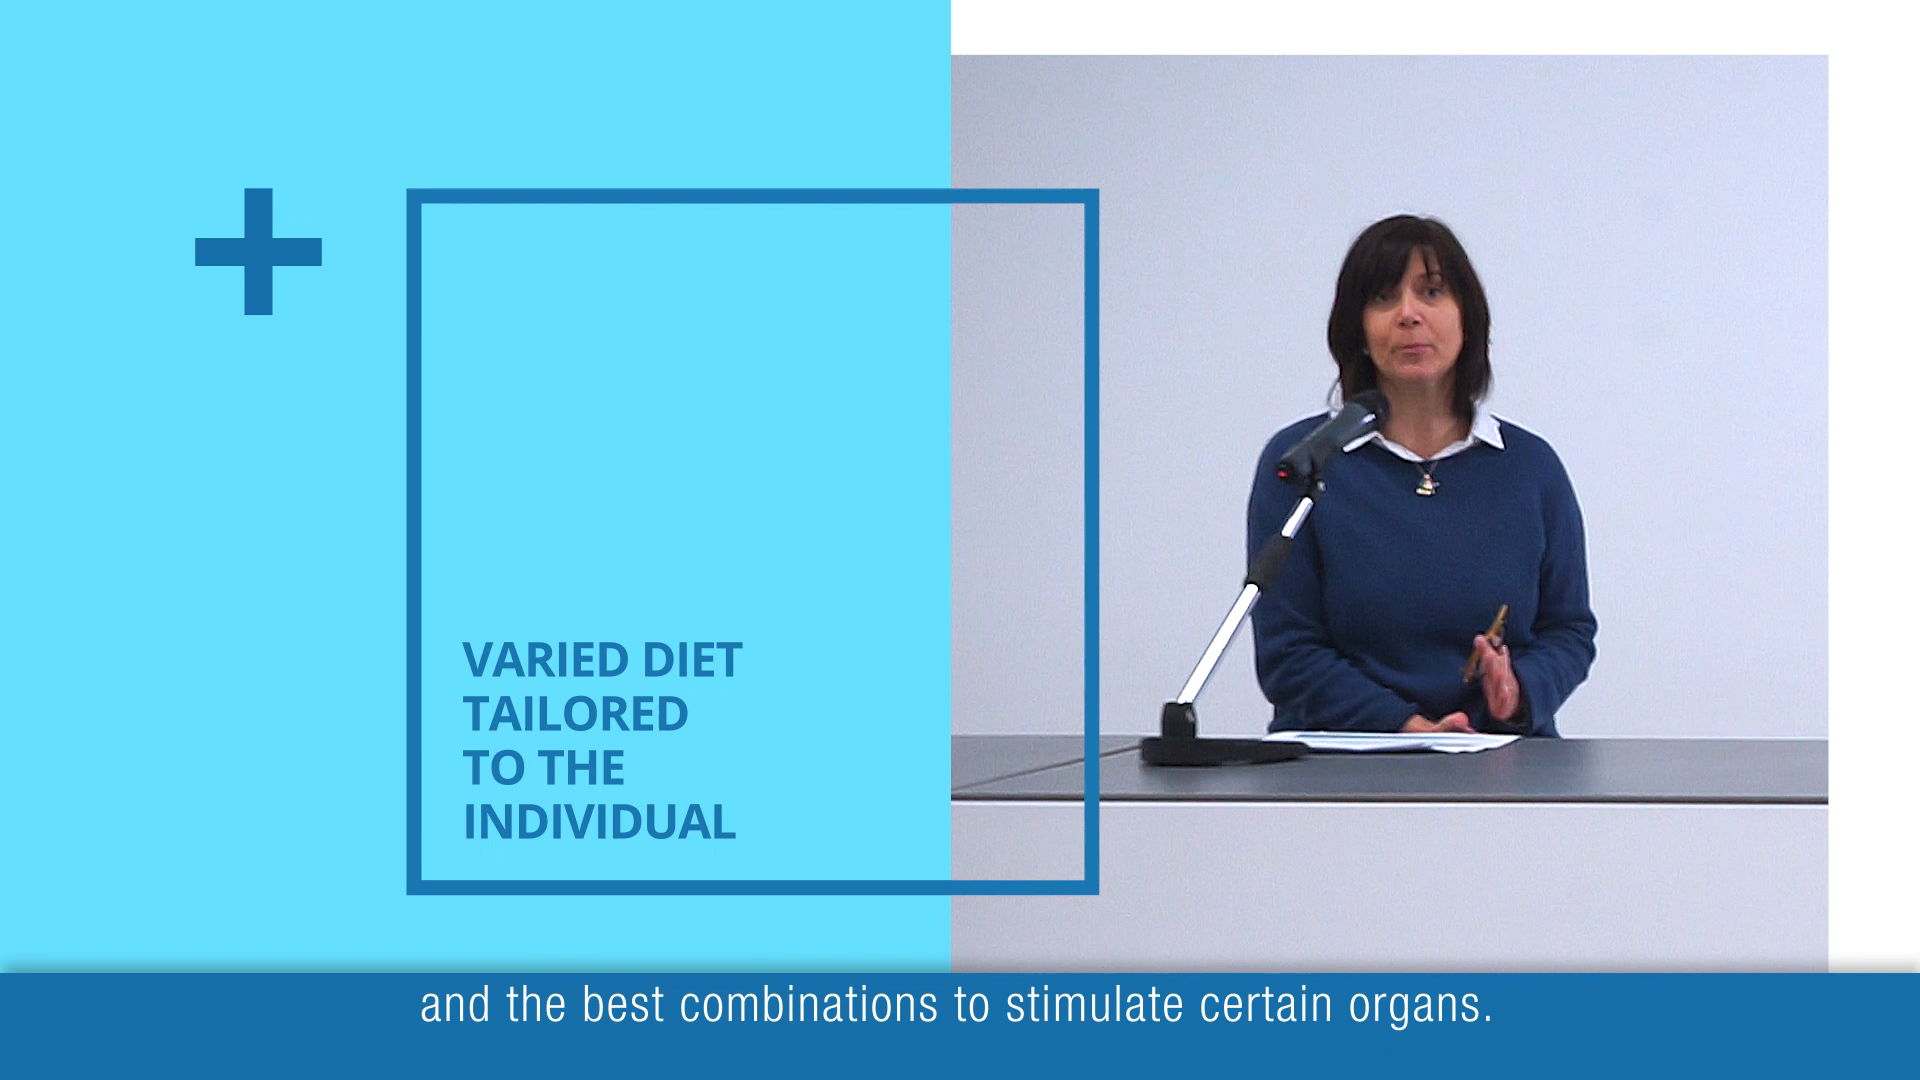 VARIED DIET
TAILORED
TO THE
INDIVIDUAL
and the best combinations to stimulate certain organs.